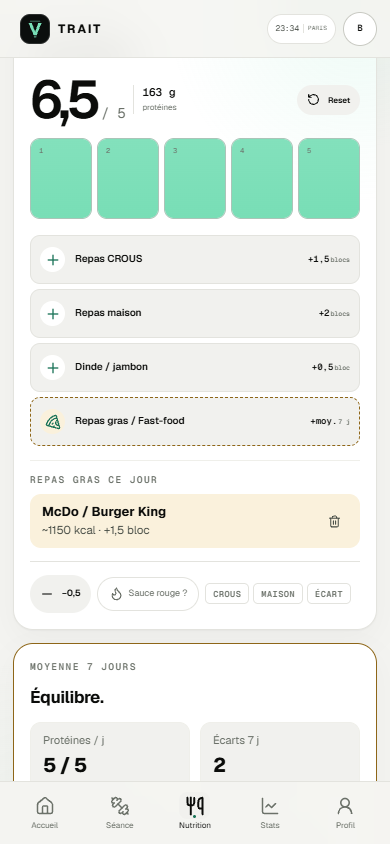 TRAIT
23:34 PARIS
B
6,5 / 5
163 g
protéines
Reset
1 2 3 4 5
Repas CROUS +1,5 blocs
Repas maison +2 blocs
Dinde / jambon +0,5 blocs
Repas gras / Fast-food +moy. 7 j
REPAS GRAS CE JOUR
McDo / Burger King
~1150 kcal · +1,5 bloc
−0,5 Sauce rouge ? CROUS MAISON ÉCART
MOYENNE 7 JOURS
Équilibre.
Protéines / j Écarts 7 j
5 / 5 2
Accueil Séance Nutrition Stats Profil